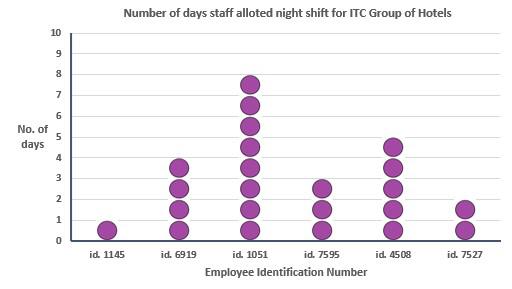 Number of days staff alloted night shift for ITC Group of Hotels
10
9
8
7
6
5
4
3
2
1
0
No. of
days
id. 1145 id. 6919 id. 1051 id. 7595 id. 4508 id. 7527
Employee Identification Number